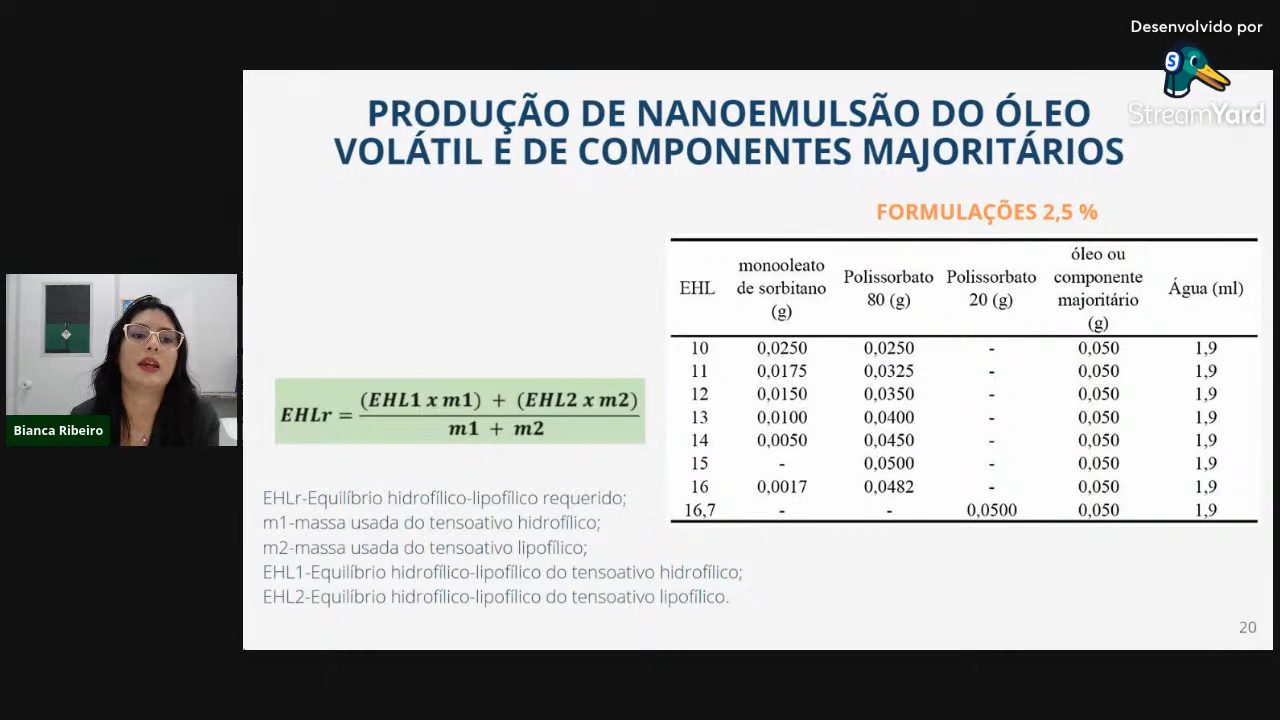 Desenvolvido por
StreamYard
PRODUÇÃO DE NANOEMULSÃO DO ÓLEO
VOLÁTIL E DE COMPONENTES MAJORITÁRIOS
FORMULAÇÕES 2,5 %
EHL monooleato de sorbitano (g) Polissorbato 80 (g) Polissorbato 20 (g) óleo ou componente majoritário (g) Água (ml)
10 0,0250 0,0250 - 0,050 1,9
11 0,0175 0,0325 - 0,050 1,9
12 0,0150 0,0350 - 0,050 1,9
13 0,0100 0,0400 - 0,050 1,9
14 0,0050 0,0450 - 0,050 1,9
15 - 0,0500 - 0,050 1,9
16 0,0017 0,0482 - 0,050 1,9
16,7 - - 0,0500 0,050 1,9
EHLr = (EHL1 x m1) + (EHL2 x m2)
m1 + m2
EHLr-Equilíbrio hidrofílico-lipofílico requerido;
m1-massa usada do tensoativo hidrofílico;
m2-massa usada do tensoativo lipofílico;
EHL1-Equilíbrio hidrofílico-lipofílico do tensoativo hidrofílico;
EHL2-Equilíbrio hidrofílico-lipofílico do tensoativo lipofílico.
Bianca Ribeiro
20